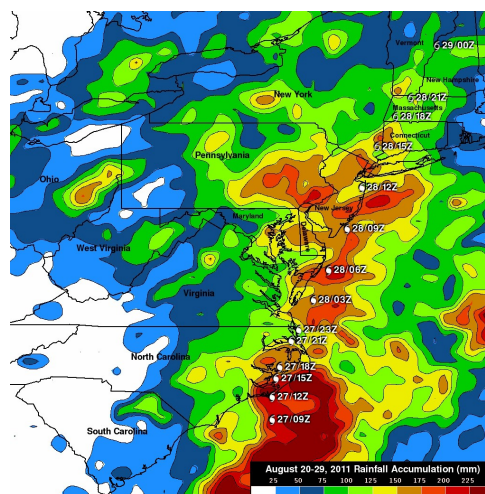 29/00Z
Vermont
New Hampshire
28/21Z
New York
Massachusetts
28/18Z
Connecticut
28/15Z
Pennsylvania
Ohio
28/12Z
New Jersey
Maryland
Delaware
28/09Z
West Virginia
28/06Z
Virginia
28/03Z
27/23Z
27/21Z
North Carolina
27/18Z
27/15Z
27/12Z
27/09Z
South Carolina
August 20-29, 2011 Rainfall Accumulation (mm)
25 50 75 100 125 150 175 200 225